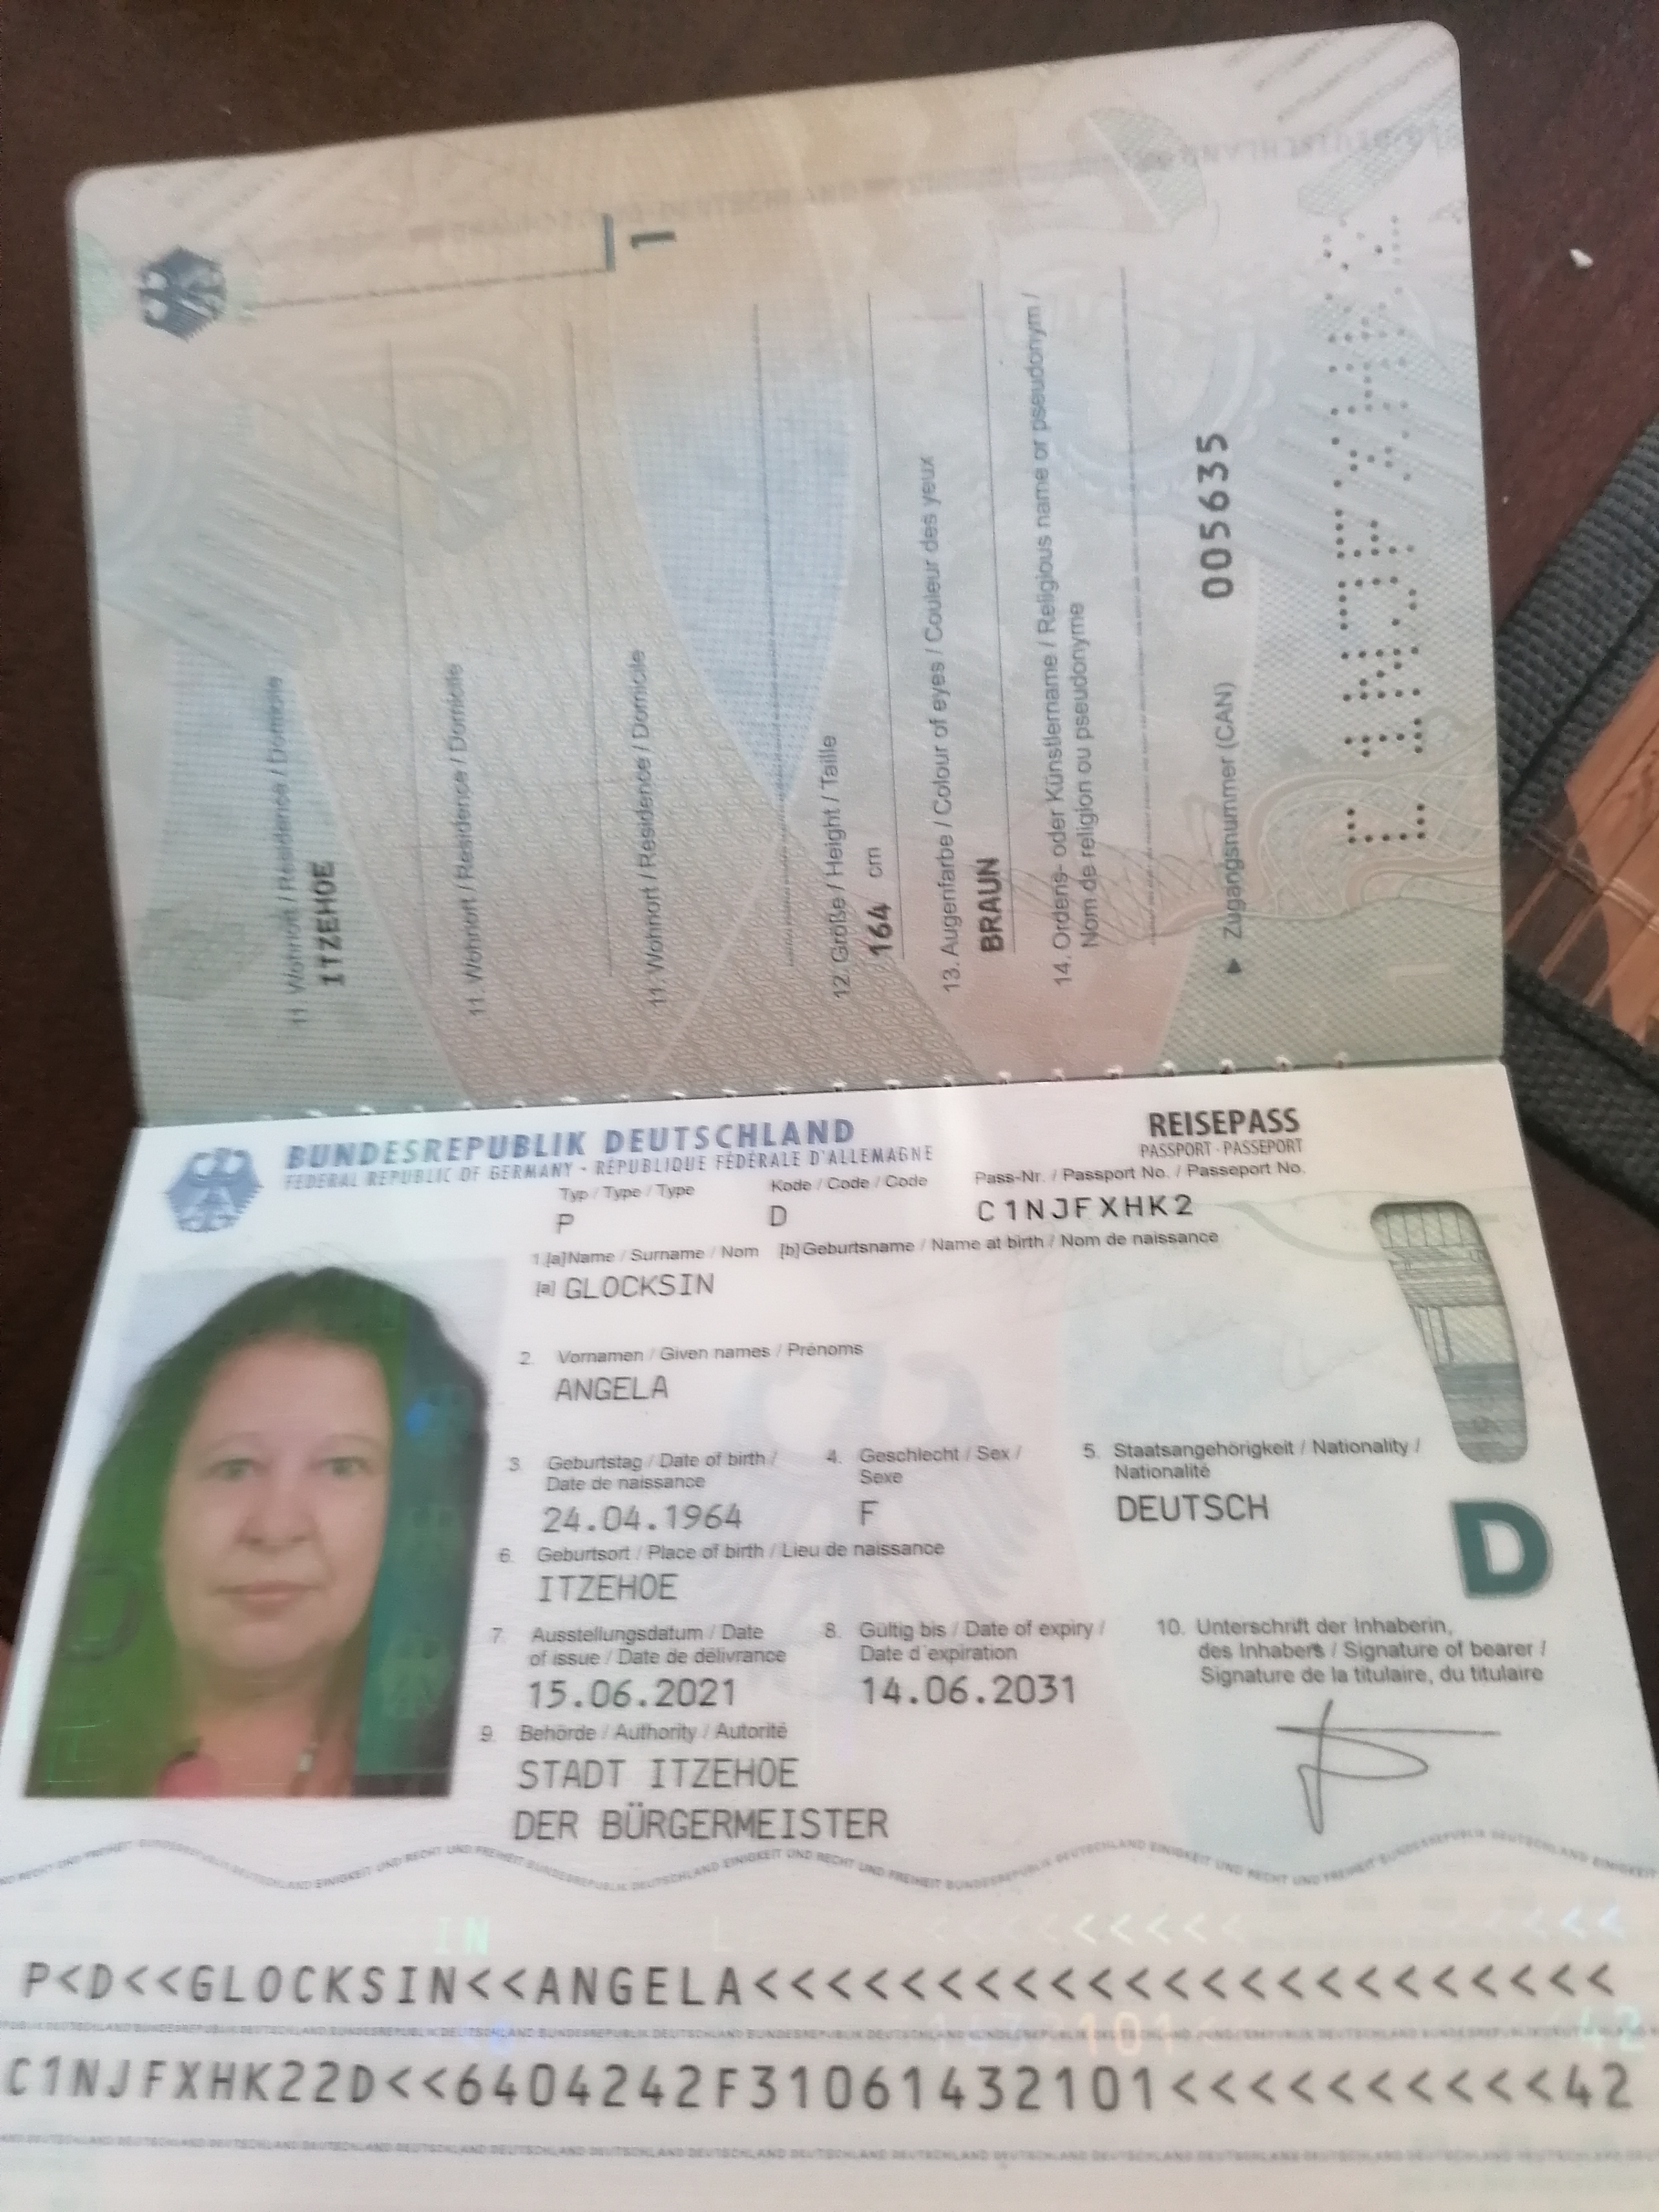 1
11. Wohnort / Residence / Domicile
ITZEHOE
11. Wohnort / Residence / Domicile
11. Wohnort / Residence / Domicile
12. Größe / Height / Taille
164 cm
13. Augenfarbe / Colour of eyes / Couleur des yeux
BRAUN
14. Ordens- oder Künstlername / Religious name or pseudonym /
Nom de religion ou pseudonyme
► Zugangsnummer (CAN) 005635
BUNDESREPUBLIK DEUTSCHLAND
FEDERAL REPUBLIC OF GERMANY - RÉPUBLIQUE FÉDÉRALE D'ALLEMAGNE
REISEPASS
PASSPORT - PASSEPORT
Typ / Type / Type Kode / Code / Code Pass-Nr. / Passport No. / Passeport No.
P D C1NJFXHK2
1.[a]Name / Surname / Nom [b]Geburtsname / Name at birth / Nom de naissance
[a] GLOCKSIN
2. Vornamen / Given names / Prénoms
ANGELA
3. Geburtstag / Date of birth /
Date de naissance
24.04.1964
4. Geschlecht / Sex /
Sexe
F
5. Staatsangehörigkeit / Nationality /
Nationalité
DEUTSCH
D
6. Geburtsort / Place of birth / Lieu de naissance
ITZEHOE
7. Ausstellungsdatum / Date
of issue / Date de délivrance
15.06.2021
8. Gültig bis / Date of expiry /
Date d'expiration
14.06.2031
9. Behörde / Authority / Autorité
STADT ITZEHOE
DER BÜRGERMEISTER
10. Unterschrift der Inhaberin,
des Inhabers / Signature of bearer /
Signature de la titulaire, du titulaire
P<D<<GLOCKSIN<<ANGELA<<<<<<<<<<<<<<<<<<<<<<<
C1NJFXHK22D<<6404242F31061432101<<<<<<<<<<42